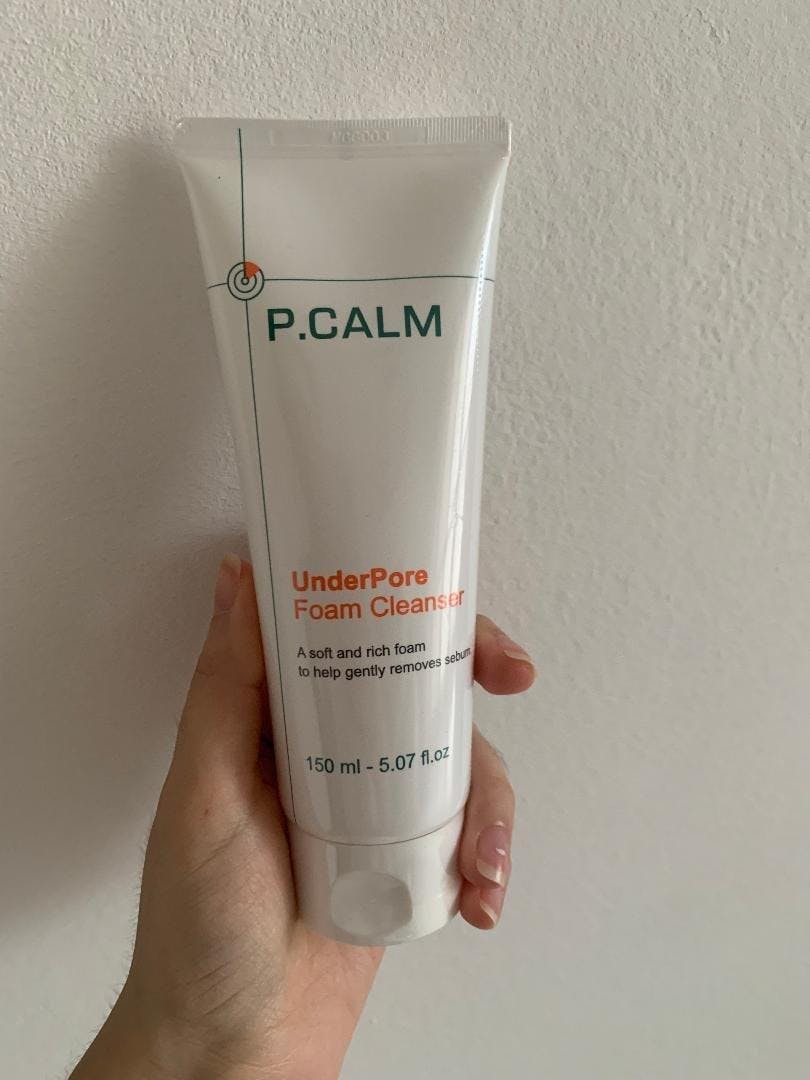 P.CALM
UnderPore
Foam Cleanser
A soft and rich foam
to help gently removes sebum.
150 ml - 5.07 fl.oz